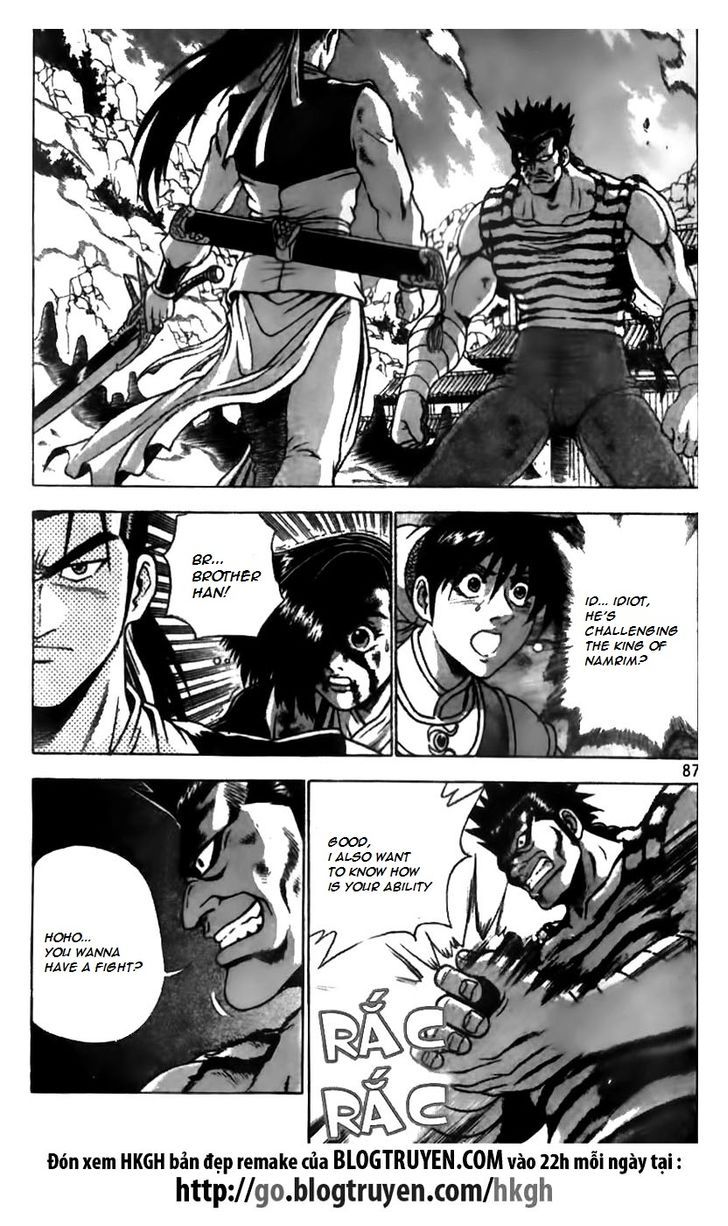 BR...
BROTHER
HAN!
ID... IDIOT,
HE'S
CHALLENGING
THE KING OF
NAMRIM?
87
HOHO...
YOU WANNA
HAVE A FIGHT?
GOOD,
I ALSO WANT
TO KNOW HOW
IS YOUR ABILITY
RẮC
RẮC
Đón xem HKGH bản đẹp remake của BLOGTRUYEN.COM vào 22h mỗi ngày tại :
http://go.blogtruyen.com/hkgh